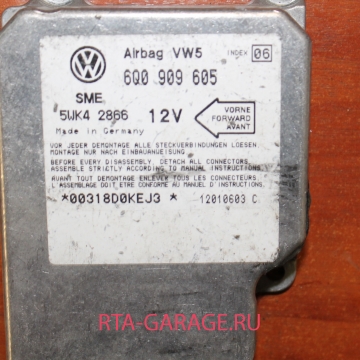 Airbag VW5 INDEX 06
6Q0 909 605
SME
5WK4 2866 12V
Made in Germany
VORNE
FORWARD
AVANT
VOR JEDER DEMONTAGE ALLE STECKVERBINDUNGEN LOESEN
MONTAGE NUR NACH EINBAUANWEISUNG!
BEFORE EVERY DISASSEMBLY, DETACH ALL CONNECTORS,
ASSEMBLE STRICTLY ACCORDING TO MANUAL INSTRUCTIONS!
AVANT TOUT DEMONTAGE ENLEVER TOUS LES CONNECTEURS,
L'ASSEMBLAGE DOIT ETRE CONFORME AU MANUEL D'INSTRUCTIONS.
*00318D0KEJ3 * 12010603 C
RTA-GARAGE.RU